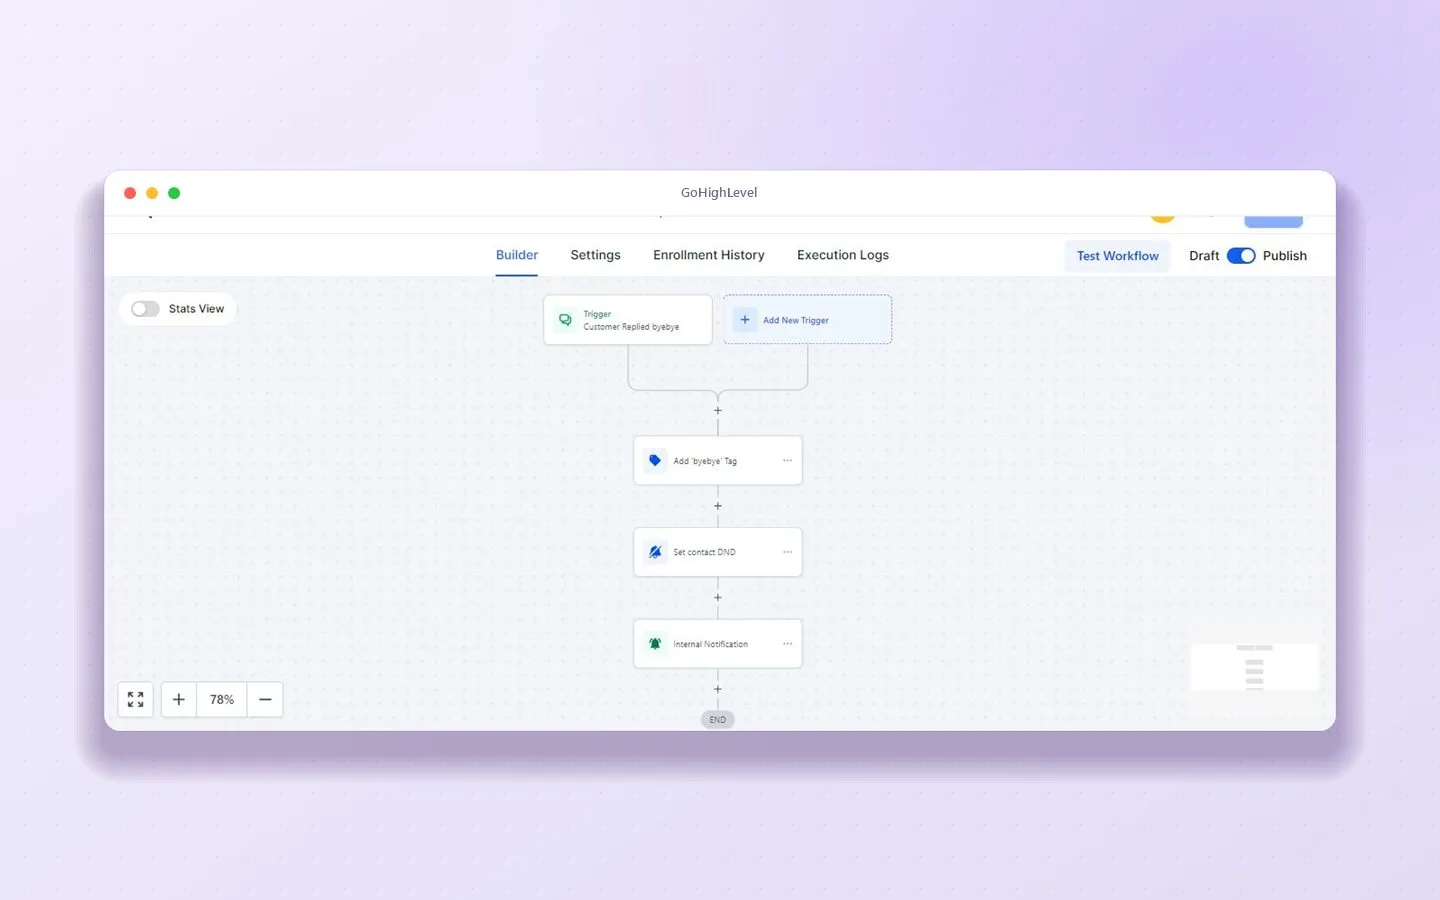 GoHighLevel
Builder
Settings
Enrollment History
Execution Logs
Test Workflow
Draft
Publish
Stats View
Trigger
Customer Replied byebye
Add New Trigger
Add 'byebye' Tag
Set contact DND
Internal Notification
78%
END